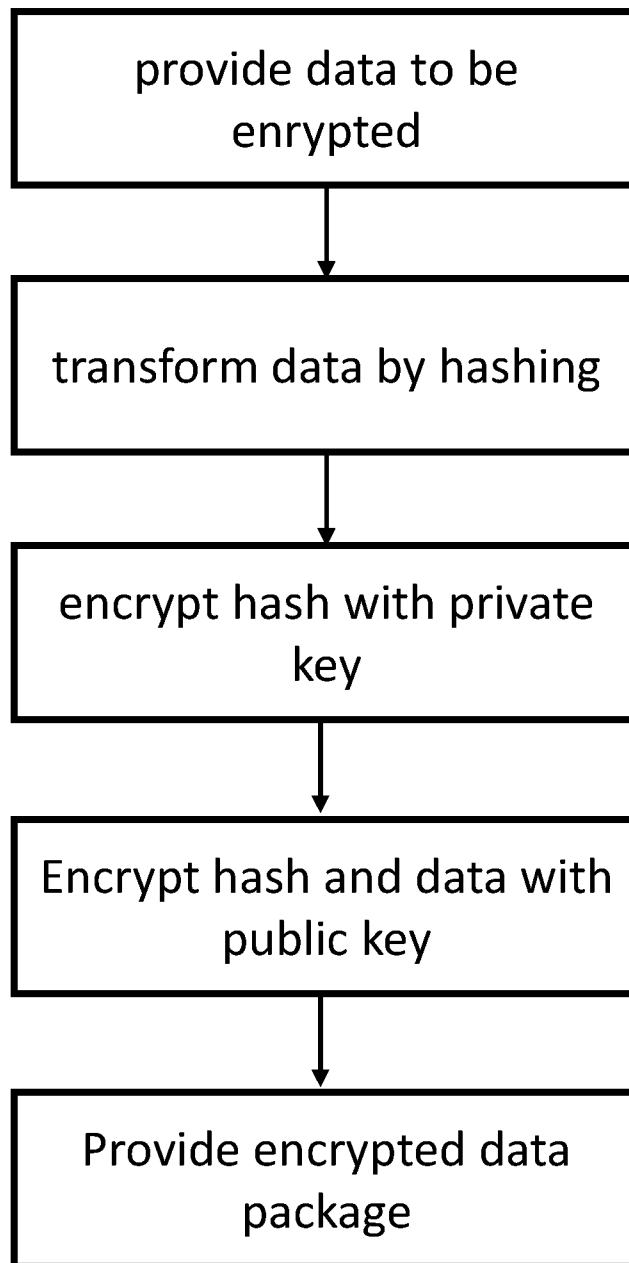 provide data to be
enrypted
transform data by hashing
encrypt hash with private
key
Encrypt hash and data with
public key
Provide encrypted data
package